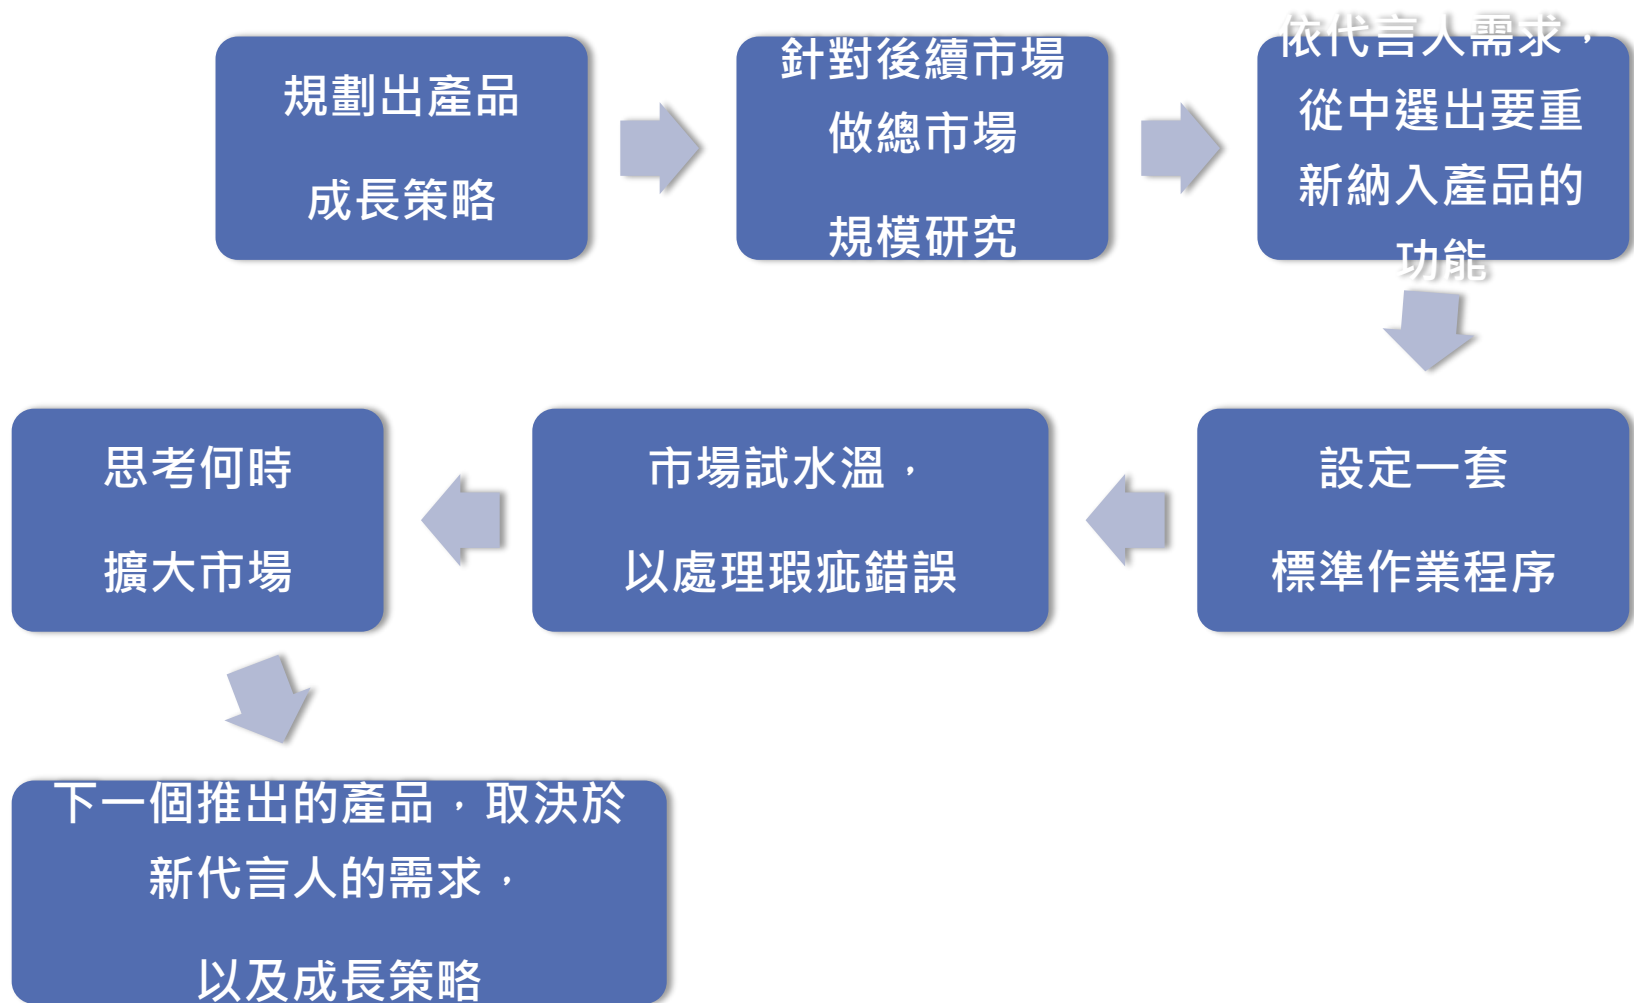 規劃出產品
成長策略
針對後續市場
做總市場
規模研究
依代言人需求，
從中選出要重
新納入產品的
功能
設定一套
標準作業程序
市場試水溫，
以處理瑕疵錯誤
思考何時
擴大市場
下一個推出的產品，取決於
新代言人的需求，
以及成長策略